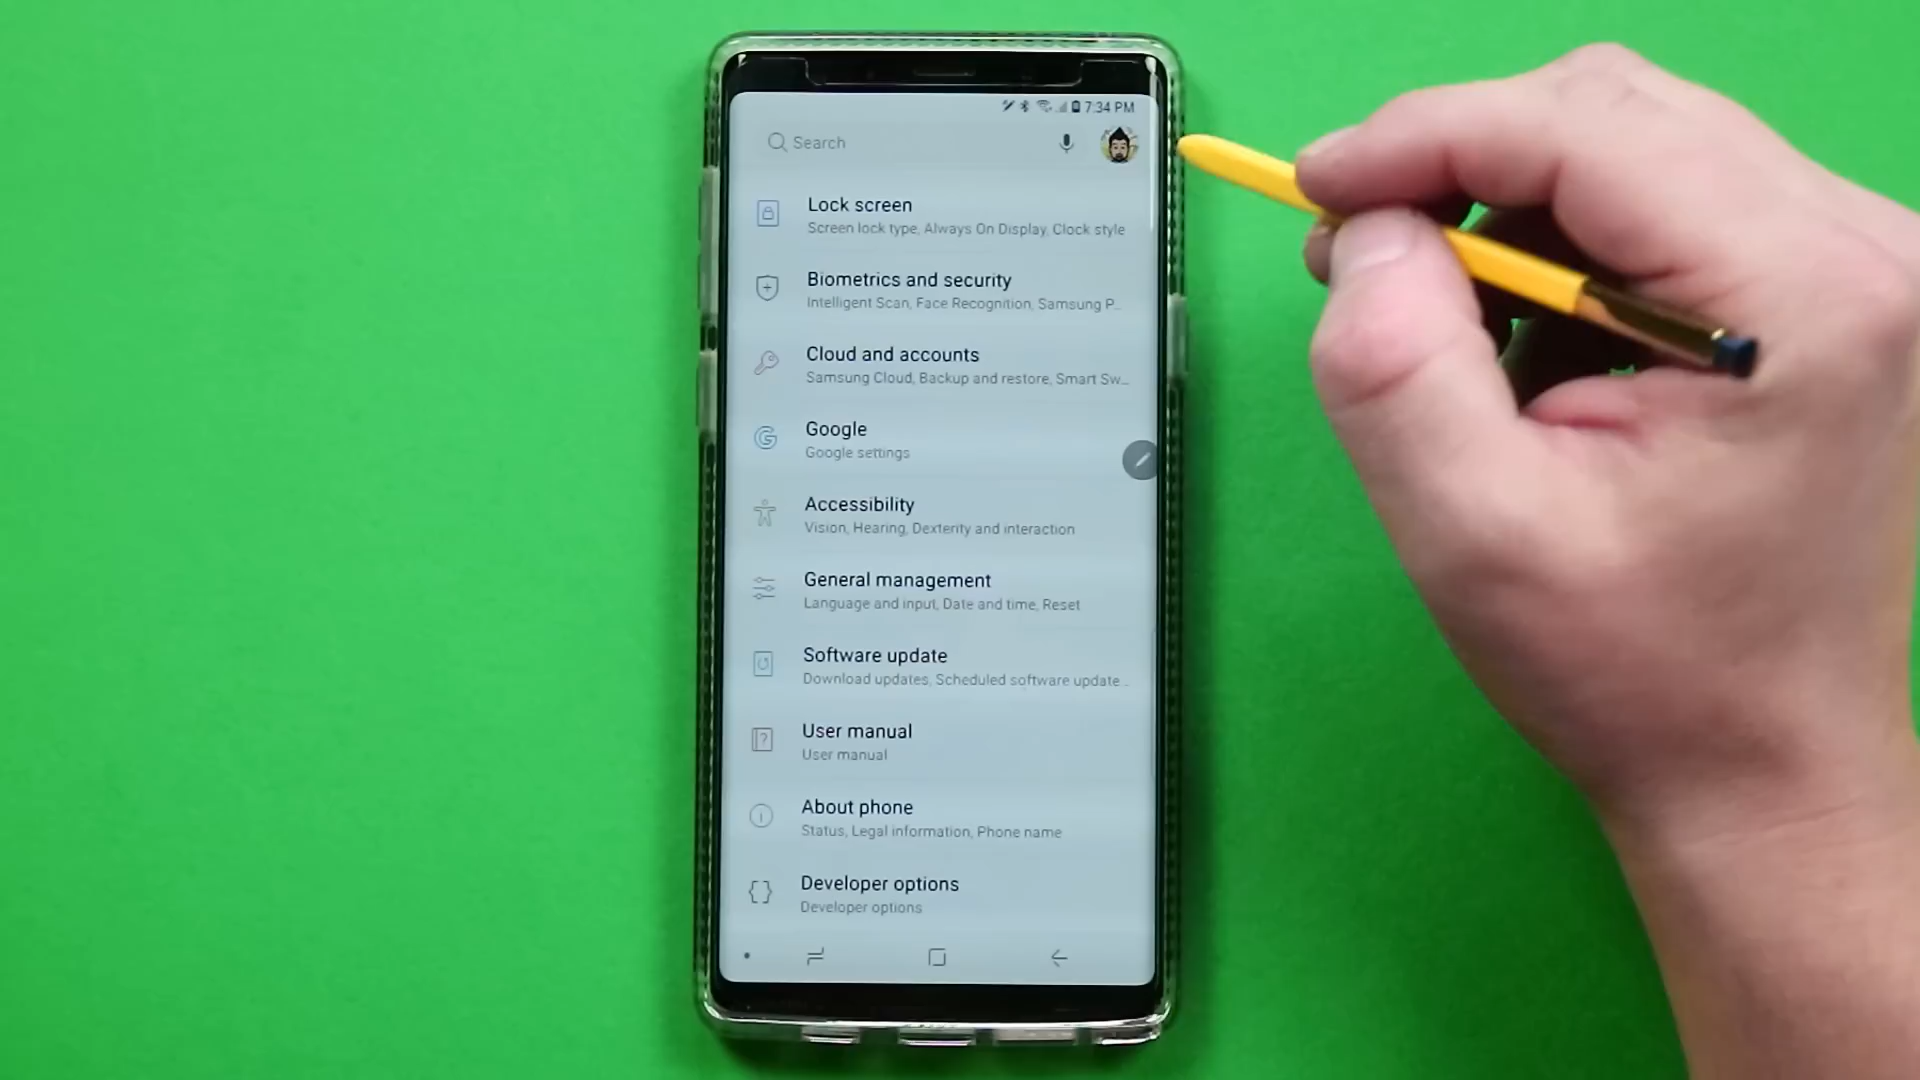 7:34 PM
Search
Lock screen
Screen lock type, Always On Display, Clock style
Biometrics and security
Intelligent Scan, Face Recognition, Samsung P...
Cloud and accounts
Samsung Cloud, Backup and restore, Smart Sw...
Google
Google settings
Accessibility
Vision, Hearing, Dexterity and interaction
General management
Language and input, Date and time, Reset
Software update
Download updates, Scheduled software update ...
User manual
User manual
About phone
Status, Legal information, Phone name
Developer options
Developer options